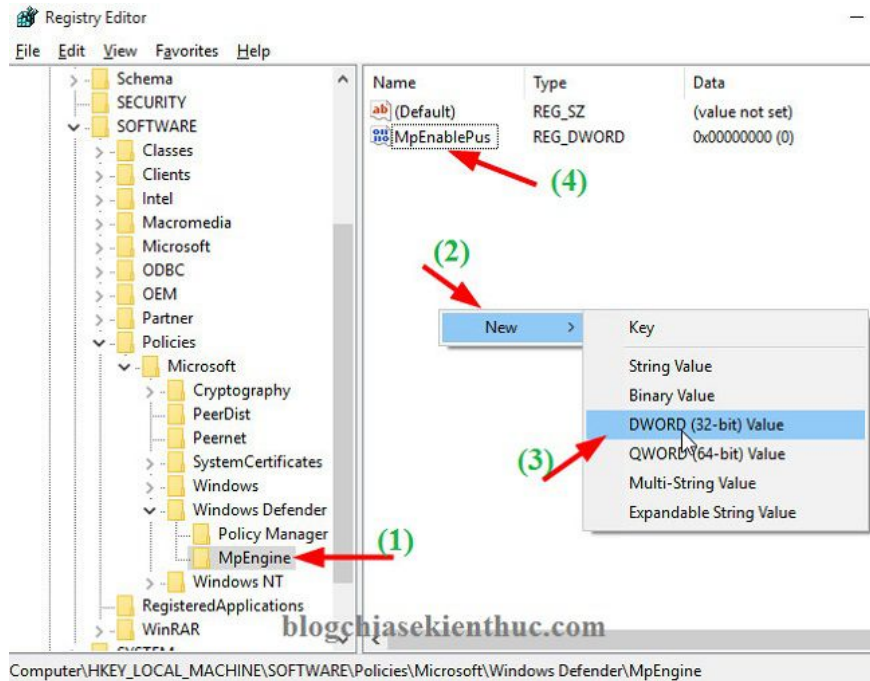 Registry Editor
File Edit View Favorites Help
Schema
SECURITY
SOFTWARE
Classes
Clients
Intel
Macromedia
Microsoft
ODBC
OEM
Partner
Policies
Microsoft
Cryptography
PeerDist
Peernet
SystemCertificates
Windows
Windows Defender
Policy Manager
MpEngine
Windows NT
RegisteredApplications
WinRAR
Name Type Data
ab (Default) REG_SZ (value not set)
MpEnablePus REG_DWORD 0x00000000 (0)
(4)
(2)
New
Key
String Value
Binary Value
DWORD (32-bit) Value
QWORD (64-bit) Value
Multi-String Value
Expandable String Value
(3)
(1)
blogchiasekienthuc.com
Computer\HKEY_LOCAL_MACHINE\SOFTWARE\Policies\Microsoft\Windows Defender\MpEngine